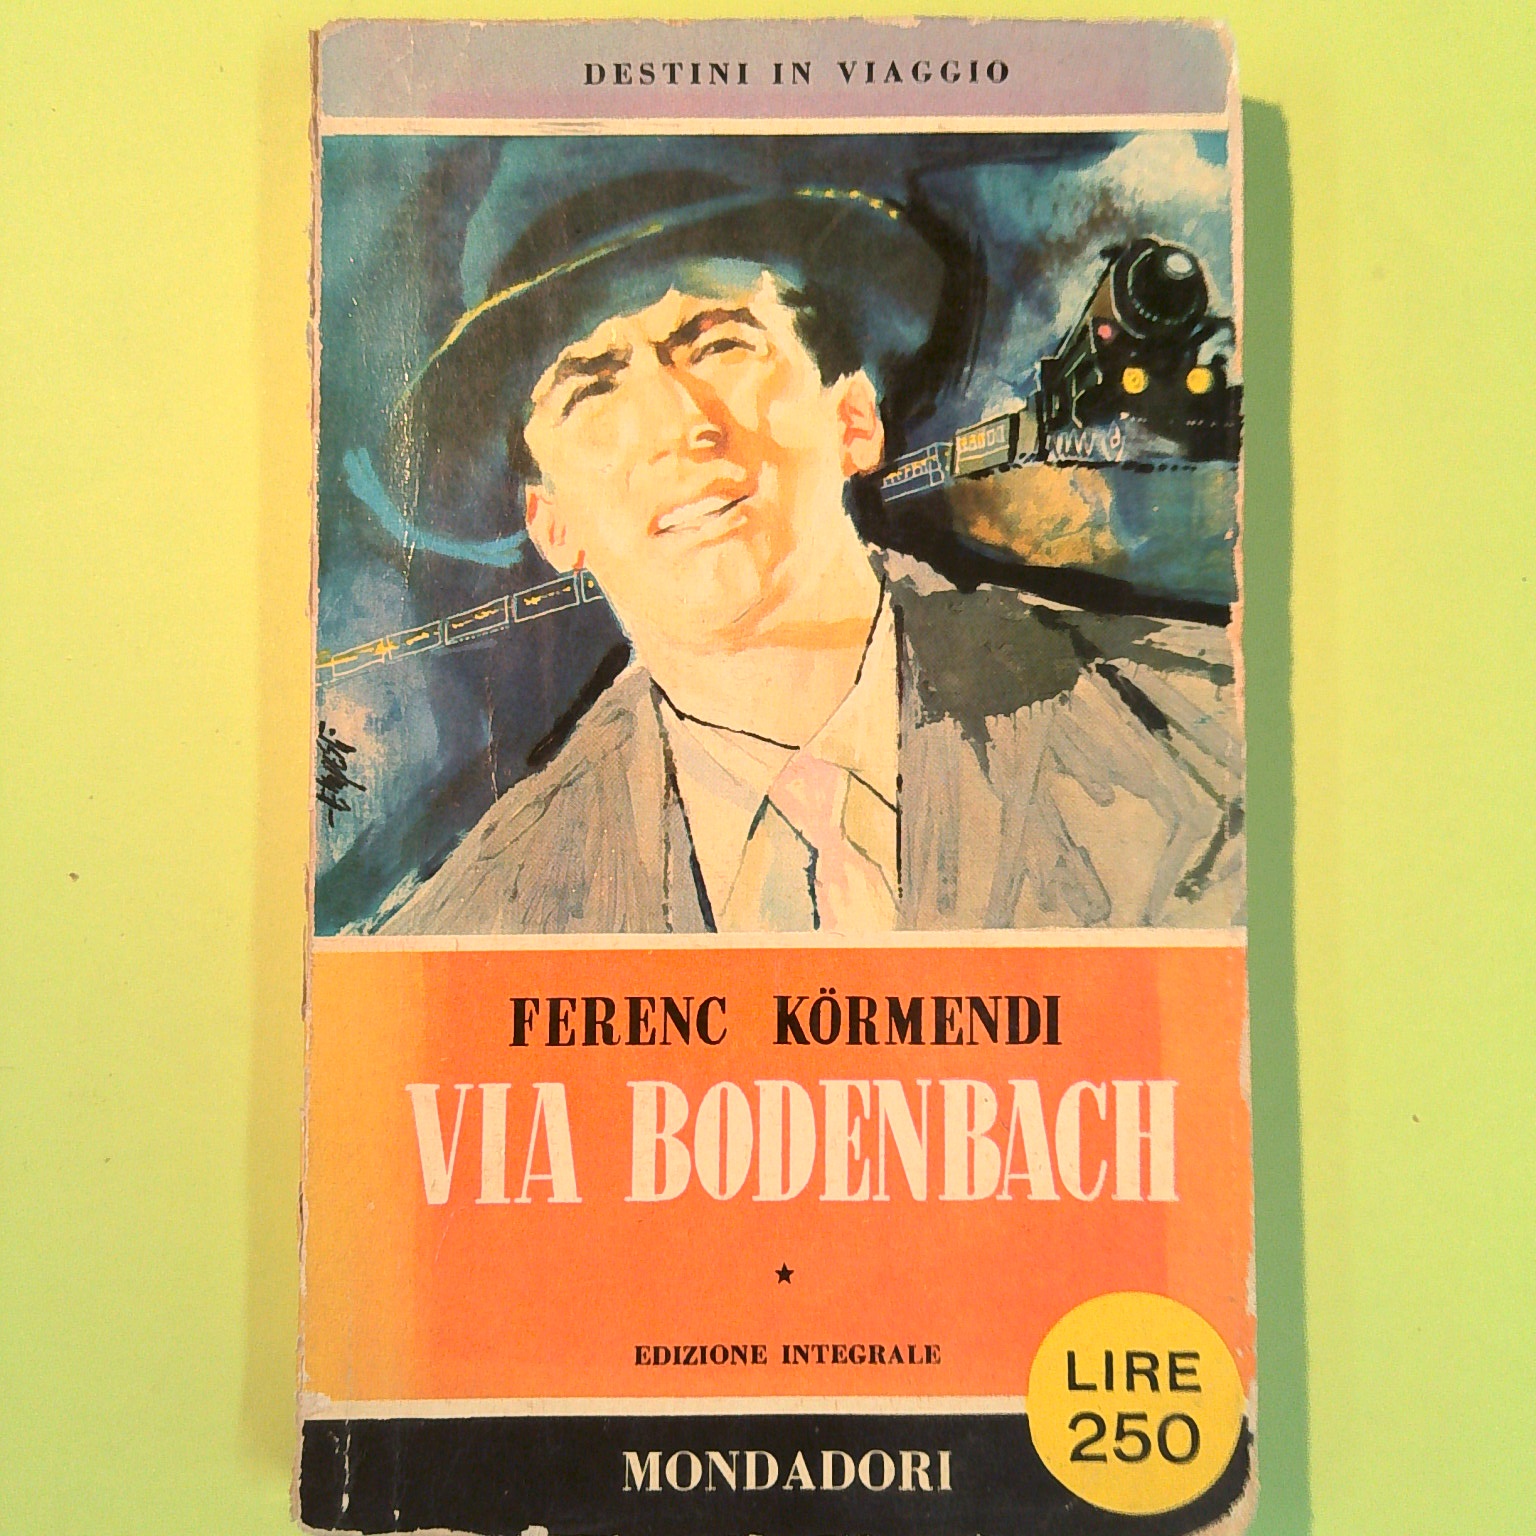 DESTINI IN VIAGGIO
FERENC KÖRMENDI
VIA BODENBACH
★
EDIZIONE INTEGRALE
LIRE
250
MONDADORI